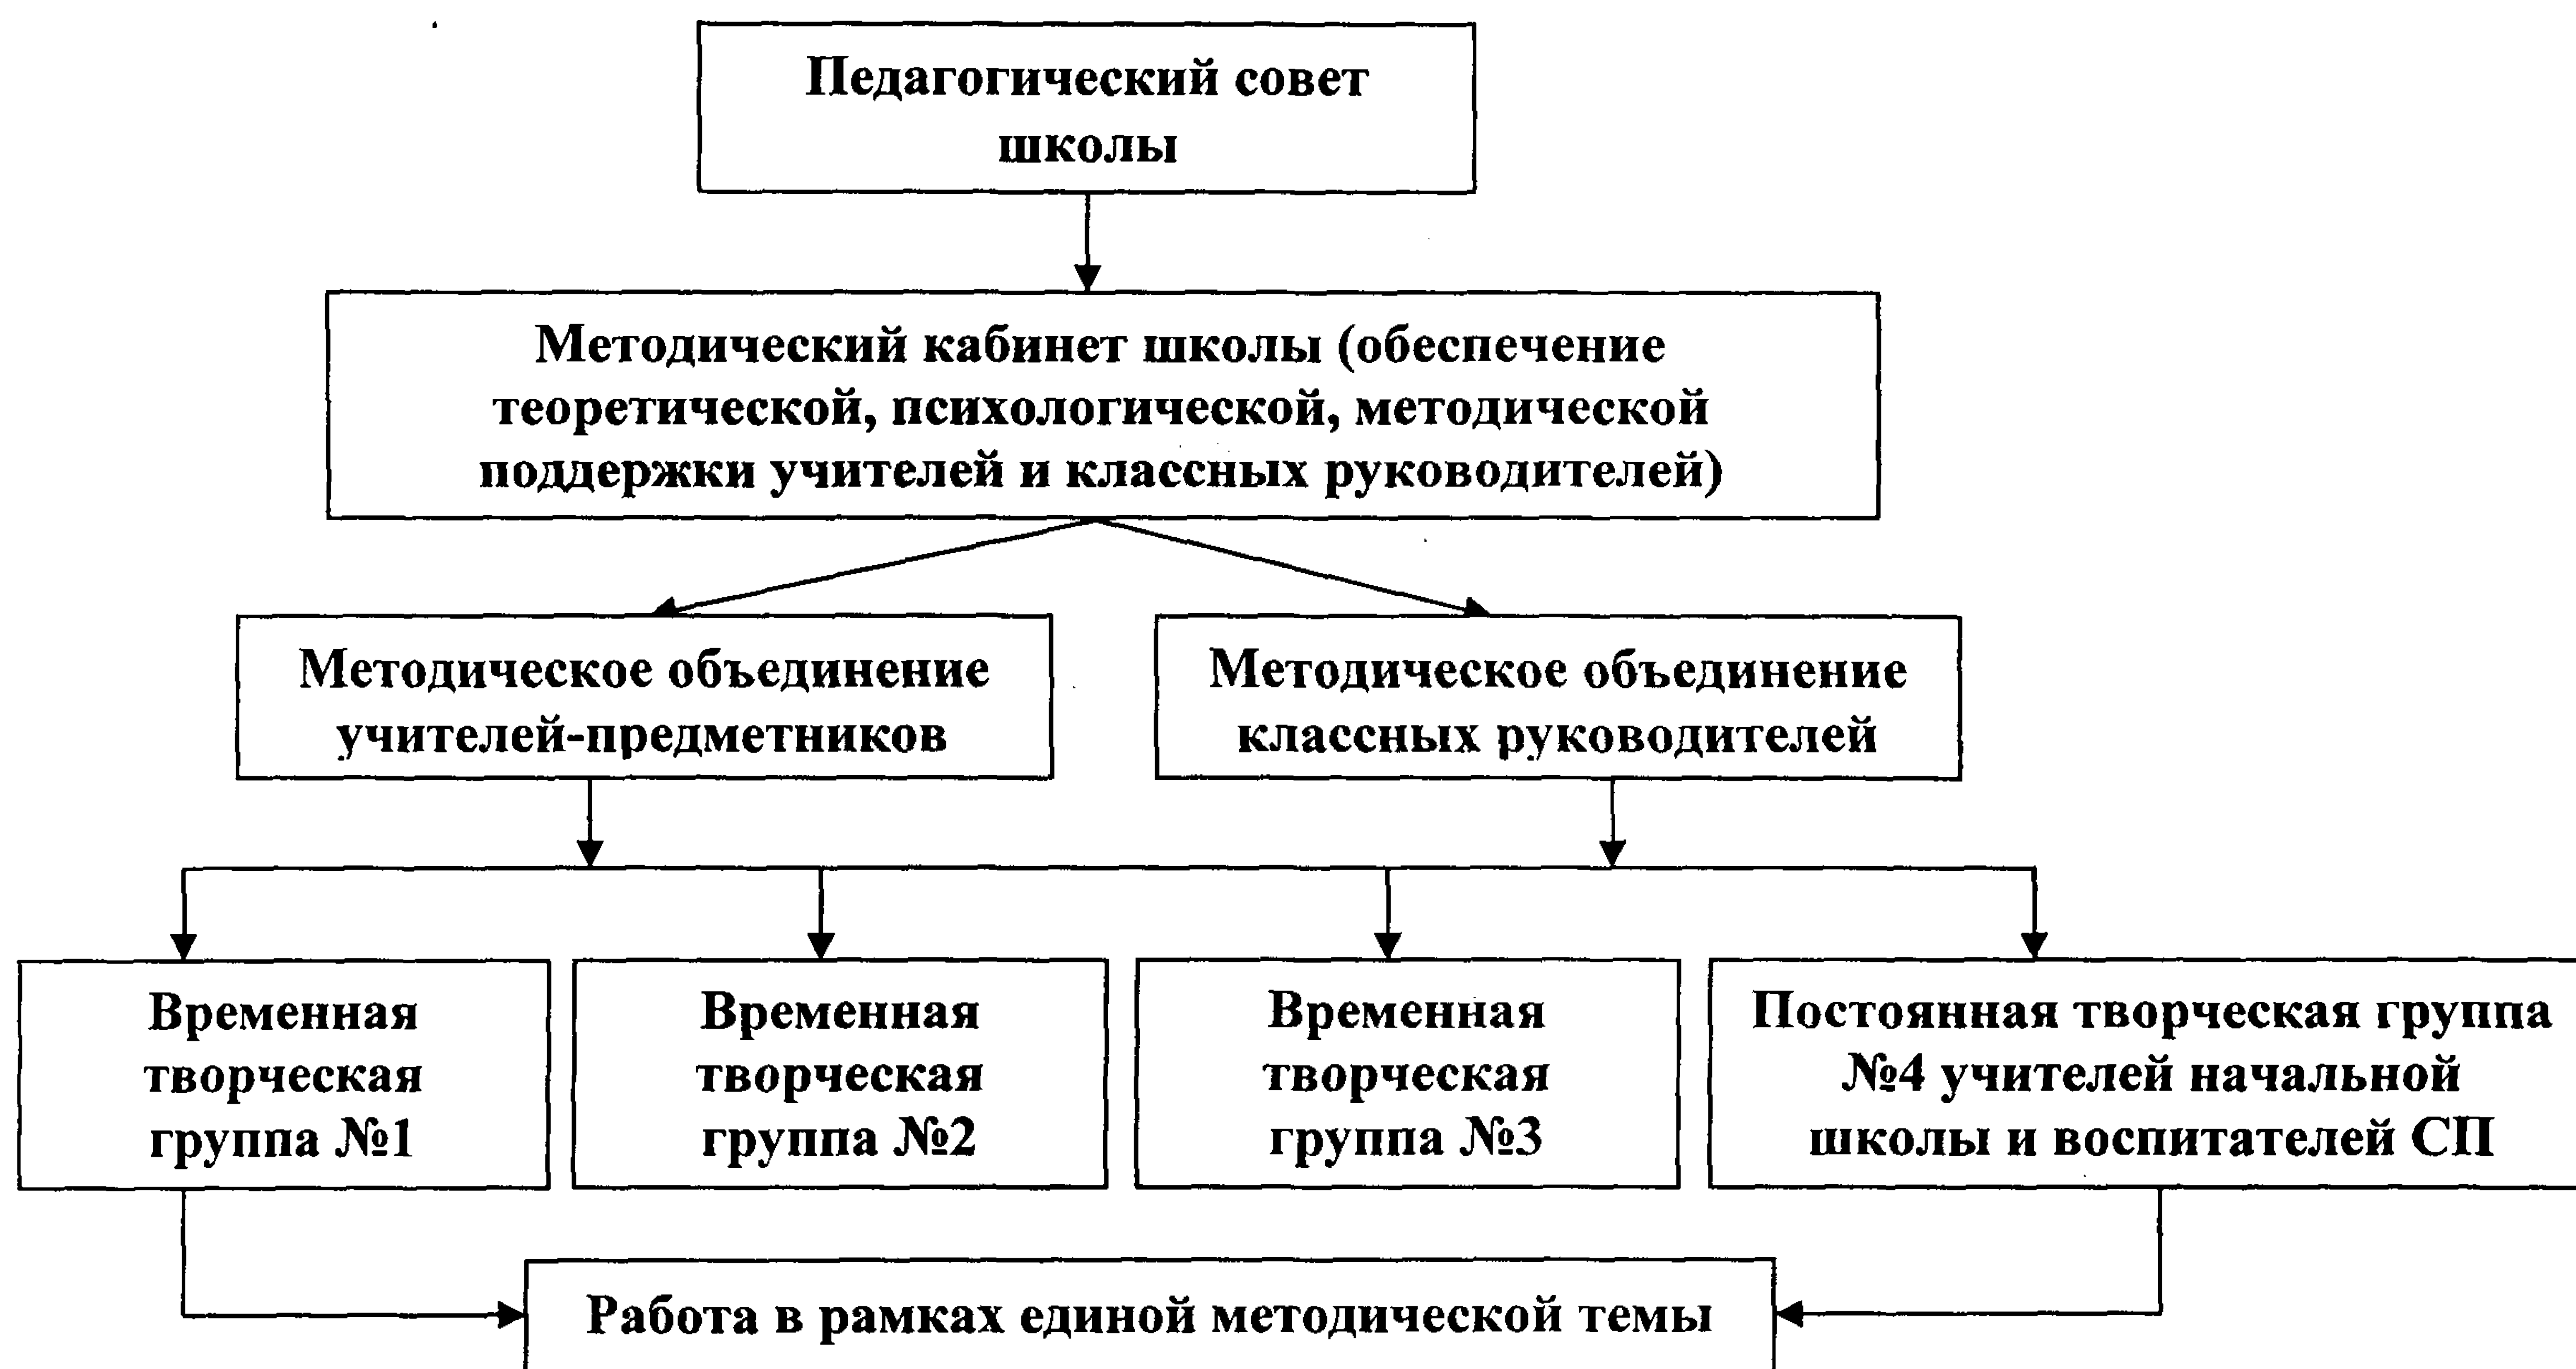 Педагогический совет
школы
Методический кабинет школы (обеспечение
теоретической, психологической, методической
поддержки учителей и классных руководителей)
Методическое объединение
учителей-предметников
Методическое объединение
классных руководителей
Временная
творческая
группа №1
Временная
творческая
группа №2
Временная
творческая
группа №3
Постоянная творческая группа
№4 учителей начальной
школы и воспитателей СП
Работа в рамках единой методической темы